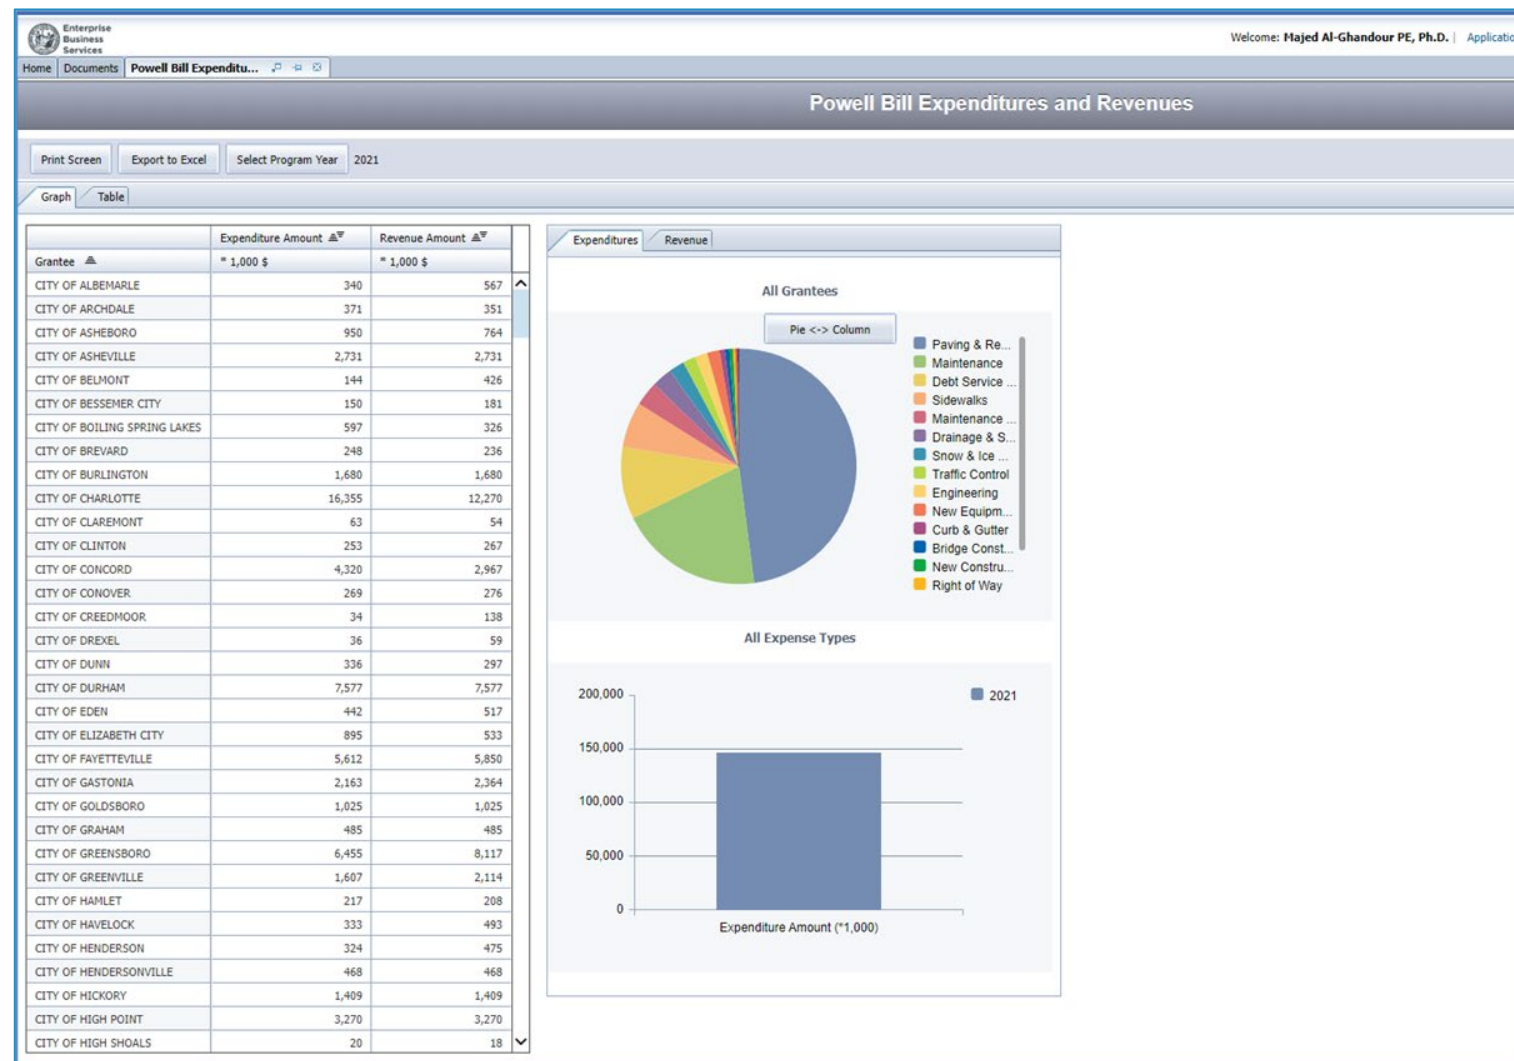 Enterprise
Business
Services
Welcome: Majed Al-Ghandour PE, Ph.D. | Applicatio
Home Documents Powell Bill Expenditu...
Powell Bill Expenditures and Revenues
Print Screen Export to Excel Select Program Year 2021
Graph Table
Expenditure Amount Revenue Amount
Grantee * 1,000 $ * 1,000 $
CITY OF ALBEMARLE 340 567
CITY OF ARCHDALE 371 351
CITY OF ASHEBORO 950 764
CITY OF ASHEVILLE 2,731 2,731
CITY OF BELMONT 144 426
CITY OF BESSEMER CITY 150 181
CITY OF BOILING SPRING LAKES 597 326
CITY OF BREVARD 248 236
CITY OF BURLINGTON 1,680 1,680
CITY OF CHARLOTTE 16,355 12,270
CITY OF CLAREMONT 63 54
CITY OF CLINTON 253 267
CITY OF CONCORD 4,320 2,967
CITY OF CONOVER 269 276
CITY OF CREEDMOOR 34 138
CITY OF DREXEL 36 59
CITY OF DUNN 336 297
CITY OF DURHAM 7,577 7,577
CITY OF EDEN 442 517
CITY OF ELIZABETH CITY 895 533
CITY OF FAYETTEVILLE 5,612 5,850
CITY OF GASTONIA 2,163 2,364
CITY OF GOLDSBORO 1,025 1,025
CITY OF GRAHAM 485 485
CITY OF GREENSBORO 6,455 8,117
CITY OF GREENVILLE 1,607 2,114
CITY OF HAMLET 217 208
CITY OF HAVELOCK 333 493
CITY OF HENDERSON 324 475
CITY OF HENDERSONVILLE 468 468
CITY OF HICKORY 1,409 1,409
CITY OF HIGH POINT 3,270 3,270
CITY OF HIGH SHOALS 20 18
Expenditures Revenue
All Grantees
Pie <-> Column
Paving & Re...
Maintenance
Debt Service ...
Sidewalks
Maintenance ...
Drainage & S...
Snow & Ice ...
Traffic Control
Engineering
New Equipm...
Curb & Gutter
Bridge Const...
New Constru...
Right of Way
All Expense Types
200,000
150,000
100,000
50,000
0
2021
Expenditure Amount (*1,000)